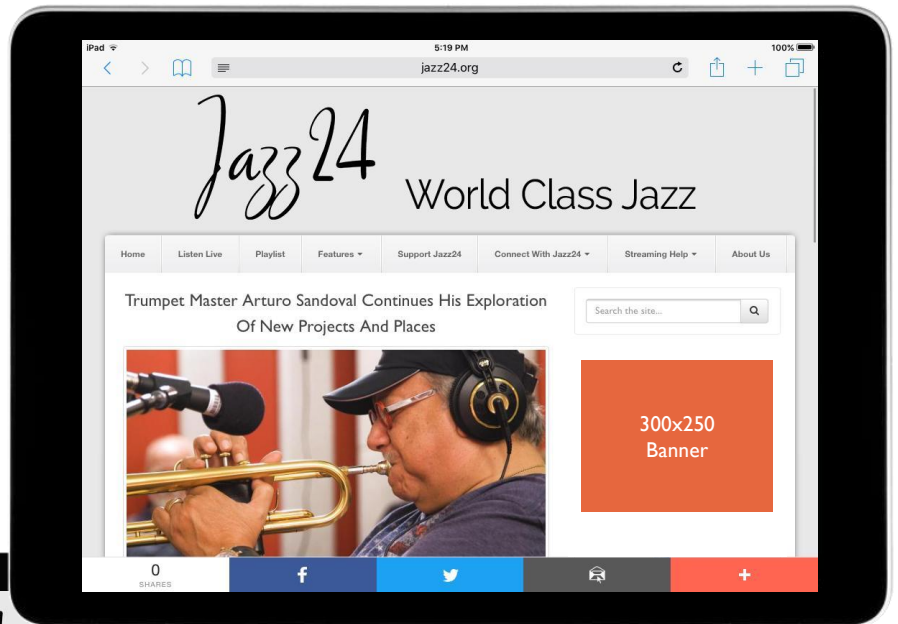 iPad 5:19 PM 100%
jazz24.org
Jazz24
World Class Jazz
Home Listen Live Playlist Features Support Jazz24 Connect With Jazz24 Streaming Help About Us
Trumpet Master Arturo Sandoval Continues His Exploration
Of New Projects And Places
Search the site...
300x250
Banner
0
SHARES